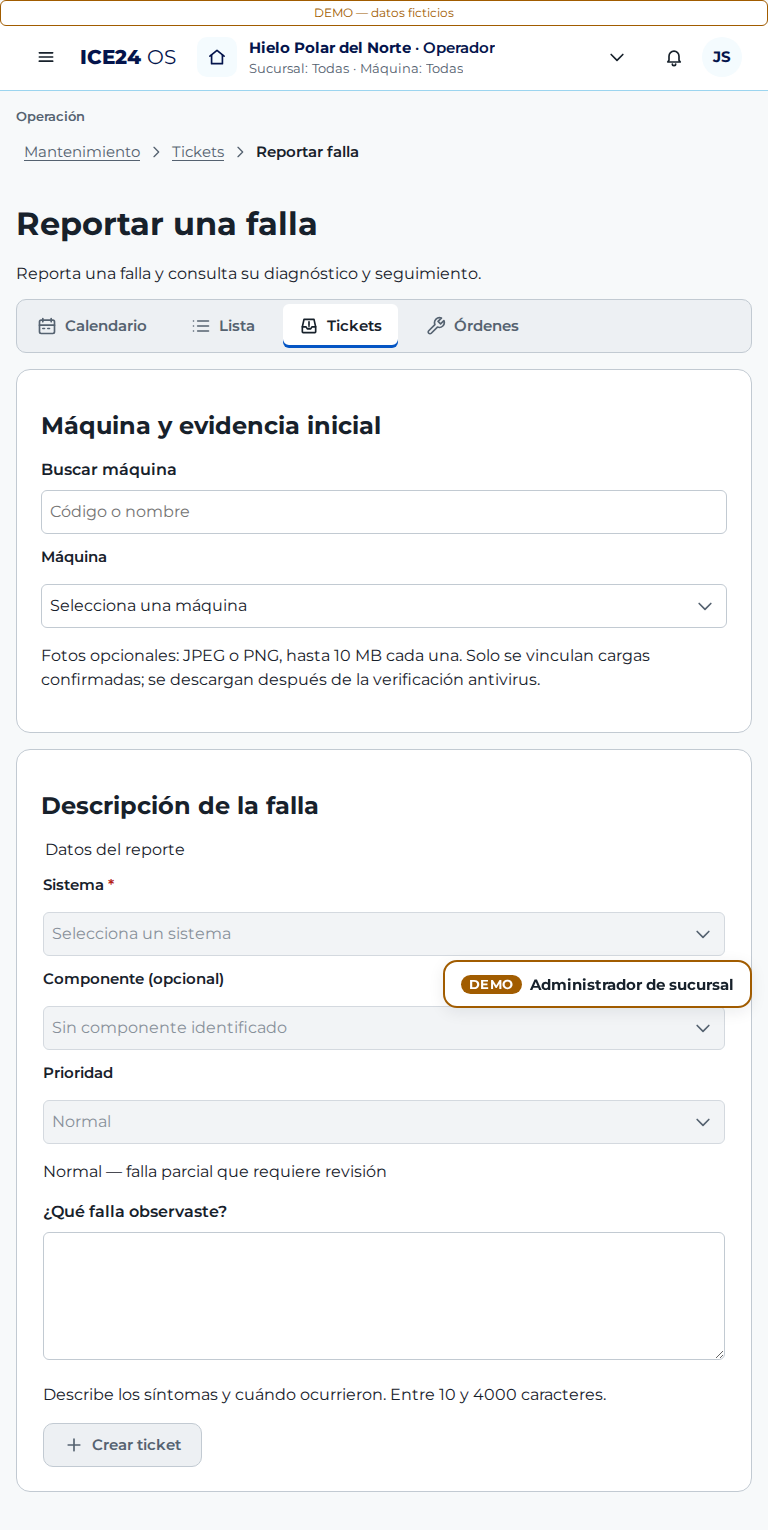 DEMO — datos ficticios
ICE24 OS
Hielo Polar del Norte · Operador
Sucursal: Todas · Máquina: Todas
JS
Operación
Mantenimiento > Tickets > Reportar falla
Reportar una falla
Reporta una falla y consulta su diagnóstico y seguimiento.
Calendario Lista Tickets Órdenes
Máquina y evidencia inicial
Buscar máquina
Código o nombre
Máquina
Selecciona una máquina
Fotos opcionales: JPEG o PNG, hasta 10 MB cada una. Solo se vinculan cargas
confirmadas; se descargan después de la verificación antivirus.
Descripción de la falla
Datos del reporte
Sistema *
Selecciona un sistema
Componente (opcional)
DEMO Administrador de sucursal
Sin componente identificado
Prioridad
Normal
Normal — falla parcial que requiere revisión
¿Qué falla observaste?
Describe los síntomas y cuándo ocurrieron. Entre 10 y 4000 caracteres.
+ Crear ticket